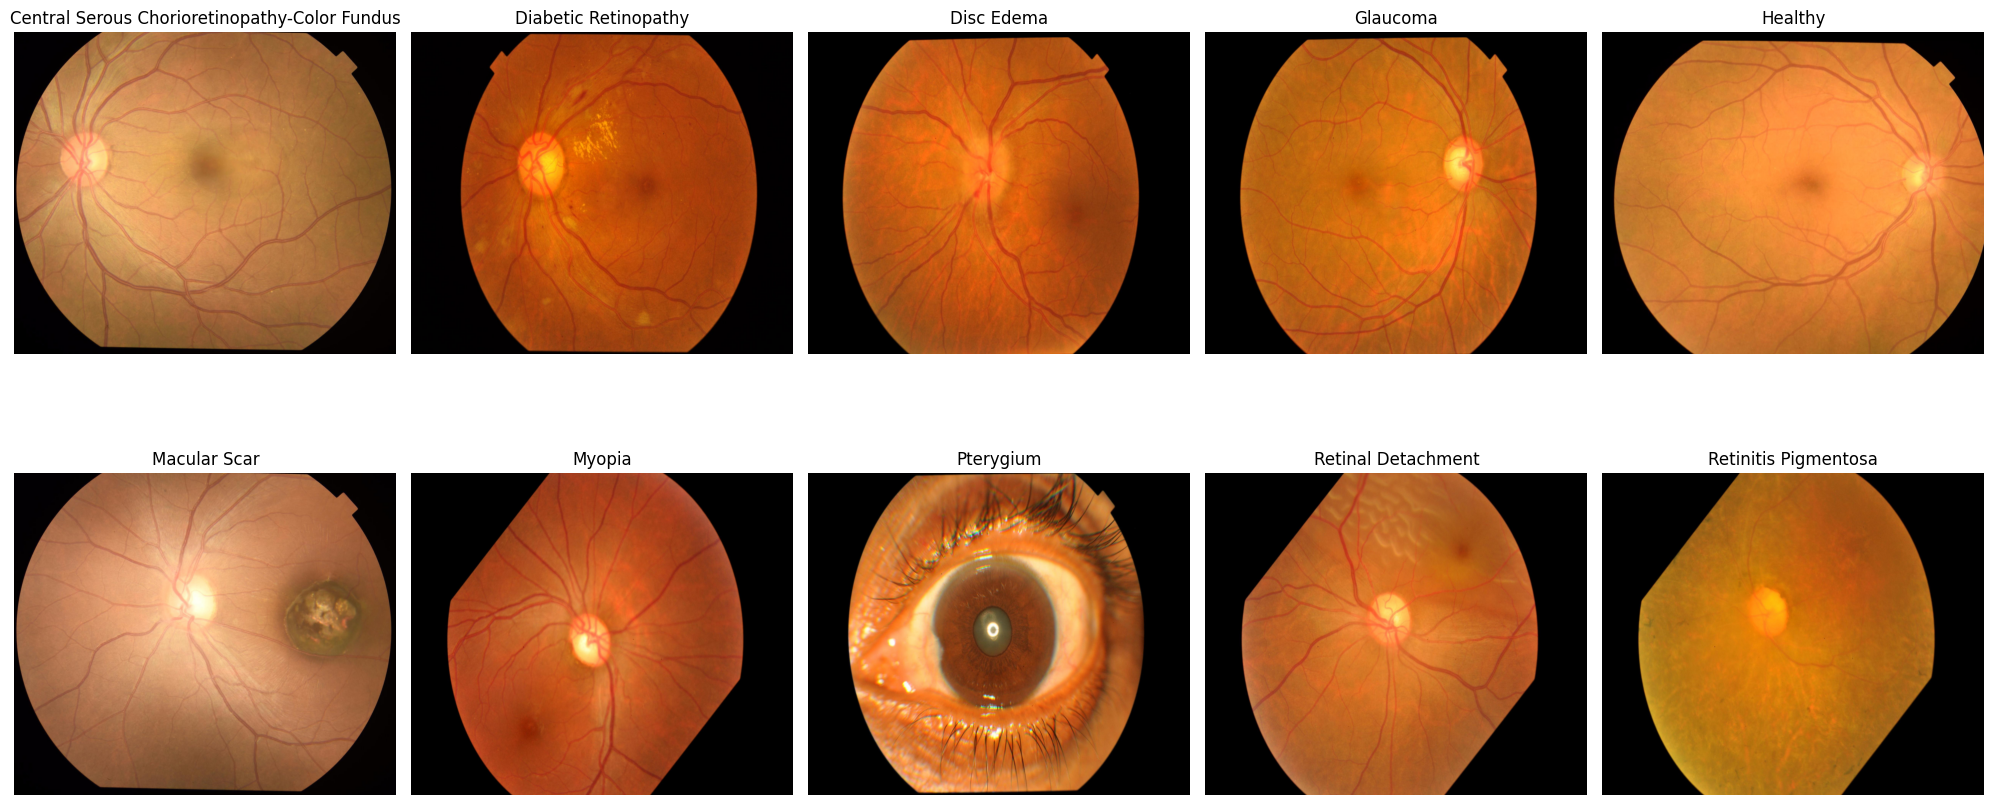 Central Serous Chorioretinopathy-Color Fundus
Diabetic Retinopathy
Disc Edema
Glaucoma
Healthy
Macular Scar
Myopia
Pterygium
Retinal Detachment
Retinitis Pigmentosa